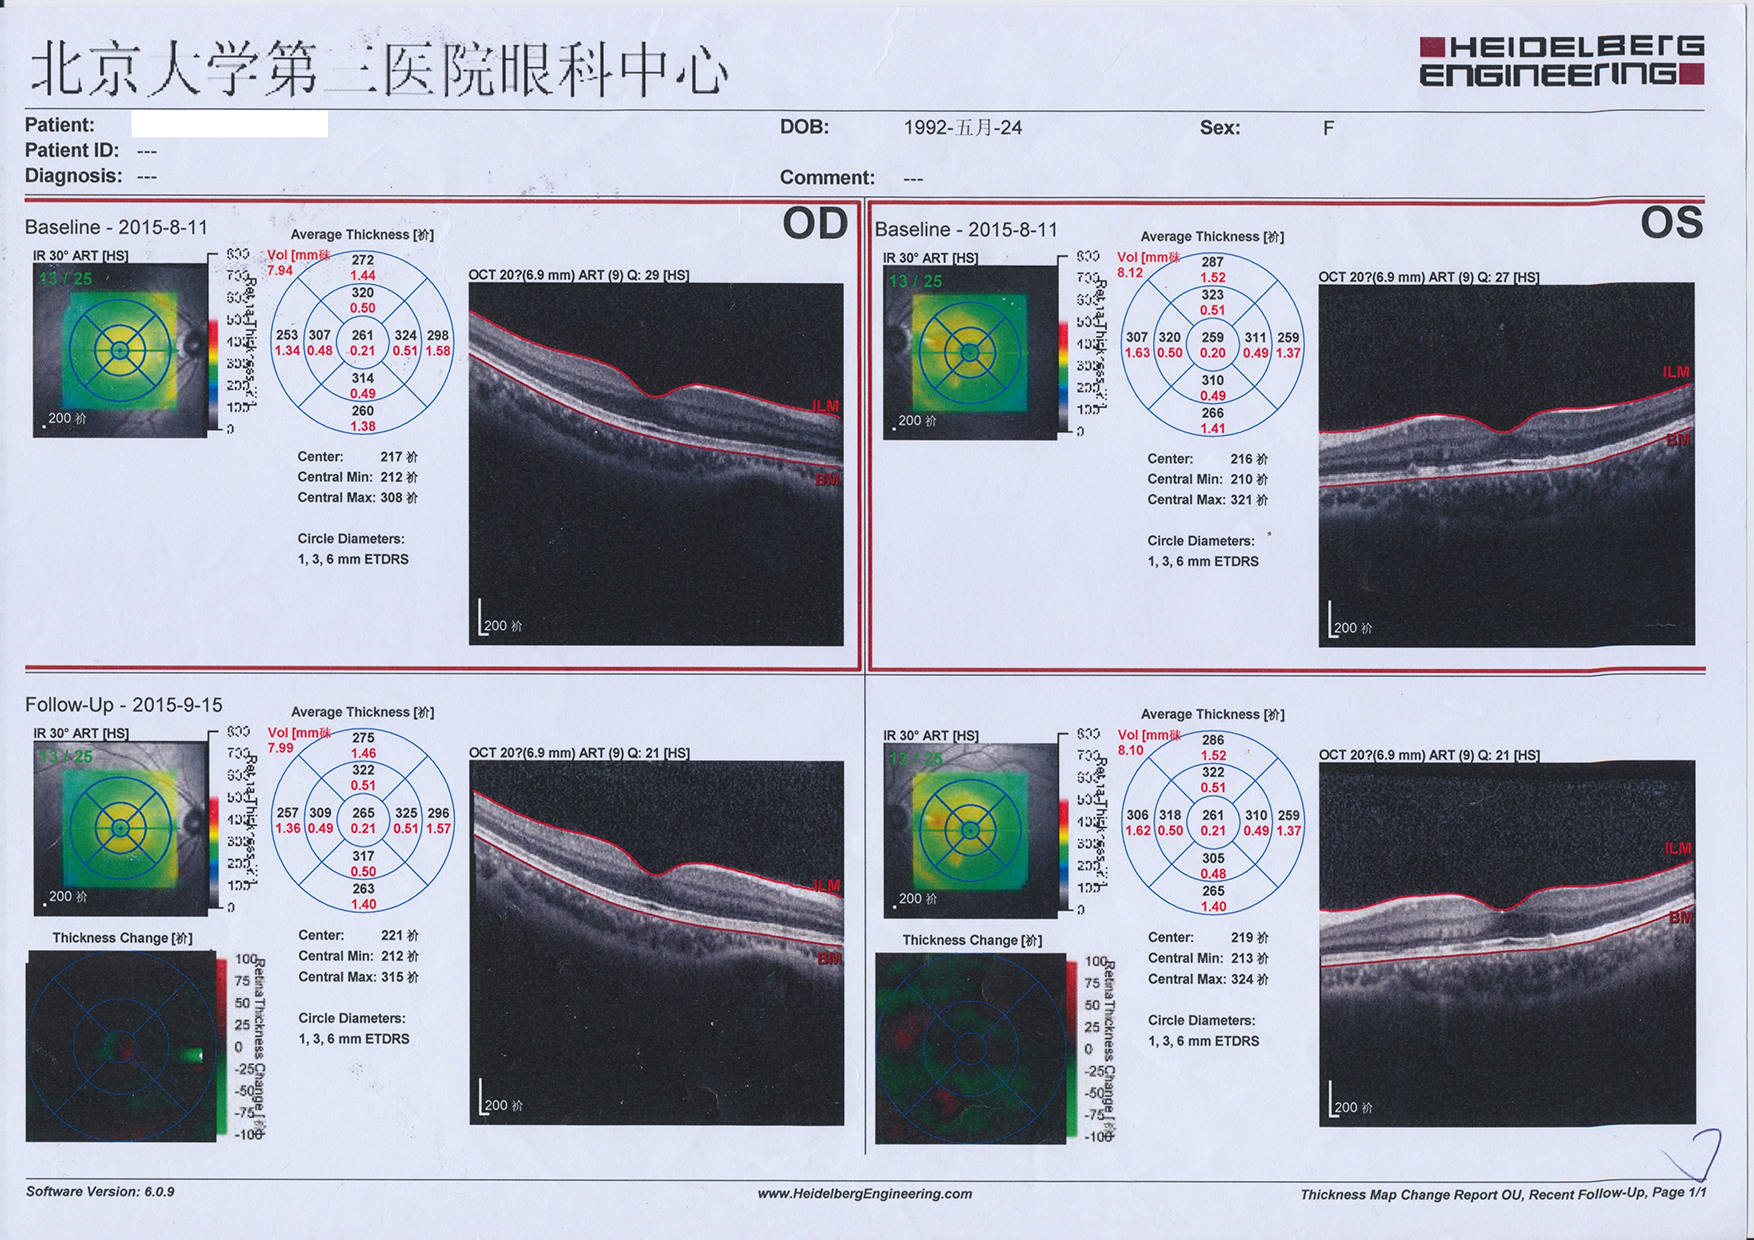 北京大学第三医院眼科中心
HEIDELBERG
ENGINEERING
Patient:
DOB: 1992-五月-24
Sex: F
Patient ID: ---
Diagnosis: ---
Comment: ---
OD
Baseline - 2015-8-11
IR 30° ART [HS]
13 / 25
200 祄
800
700
600
500
400
300
200
100
0
Average Thickness [祄]
Vol [mm硃
7.94
272
1.44
320
0.50
253 307 261 324 298
1.34 0.48 0.21 0.51 1.58
314
0.49
260
1.38
Center: 217 祄
Central Min: 212 祄
Central Max: 308 祄
Circle Diameters:
1, 3, 6 mm ETDRS
OCT 20?(6.9 mm) ART (9) Q: 29 [HS]
ILM
BM
200 祄
OS
Baseline - 2015-8-11
IR 30° ART [HS]
13 / 25
200 祄
800
700
600
500
400
300
200
100
0
Average Thickness [祄]
Vol [mm硃
8.12
287
1.52
323
0.51
307 320 259 311 259
1.63 0.50 0.20 0.49 1.37
310
0.49
266
1.41
Center: 216 祄
Central Min: 210 祄
Central Max: 321 祄
Circle Diameters:
1, 3, 6 mm ETDRS
OCT 20?(6.9 mm) ART (9) Q: 27 [HS]
ILM
BM
200 祄
Follow-Up - 2015-9-15
IR 30° ART [HS]
13 / 25
200 祄
800
700
600
500
400
300
200
100
0
Average Thickness [祄]
Vol [mm硃
7.99
275
1.46
322
0.51
257 309 265 325 296
1.36 0.49 0.21 0.51 1.57
317
0.50
263
1.40
Center: 221 祄
Central Min: 212 祄
Central Max: 315 祄
Circle Diameters:
1, 3, 6 mm ETDRS
OCT 20?(6.9 mm) ART (9) Q: 21 [HS]
ILM
BM
200 祄
Thickness Change [祄]
100
75
50
25
0
-25
-50
-75
-100
Retina Thickness Change [祄]
IR 30° ART [HS]
13 / 25
200 祄
800
700
600
500
400
300
200
100
0
Average Thickness [祄]
Vol [mm硃
8.10
286
1.52
322
0.51
306 318 261 310 259
1.62 0.50 0.21 0.49 1.37
305
0.48
265
1.40
Center: 219 祄
Central Min: 213 祄
Central Max: 324 祄
Circle Diameters:
1, 3, 6 mm ETDRS
OCT 20?(6.9 mm) ART (9) Q: 21 [HS]
ILM
BM
200 祄
Thickness Change [祄]
100
75
50
25
0
-25
-50
-75
-100
Retina Thickness Change [祄]
Software Version: 6.0.9
www.HeidelbergEngineering.com
Thickness Map Change Report OU, Recent Follow-Up, Page 1/1